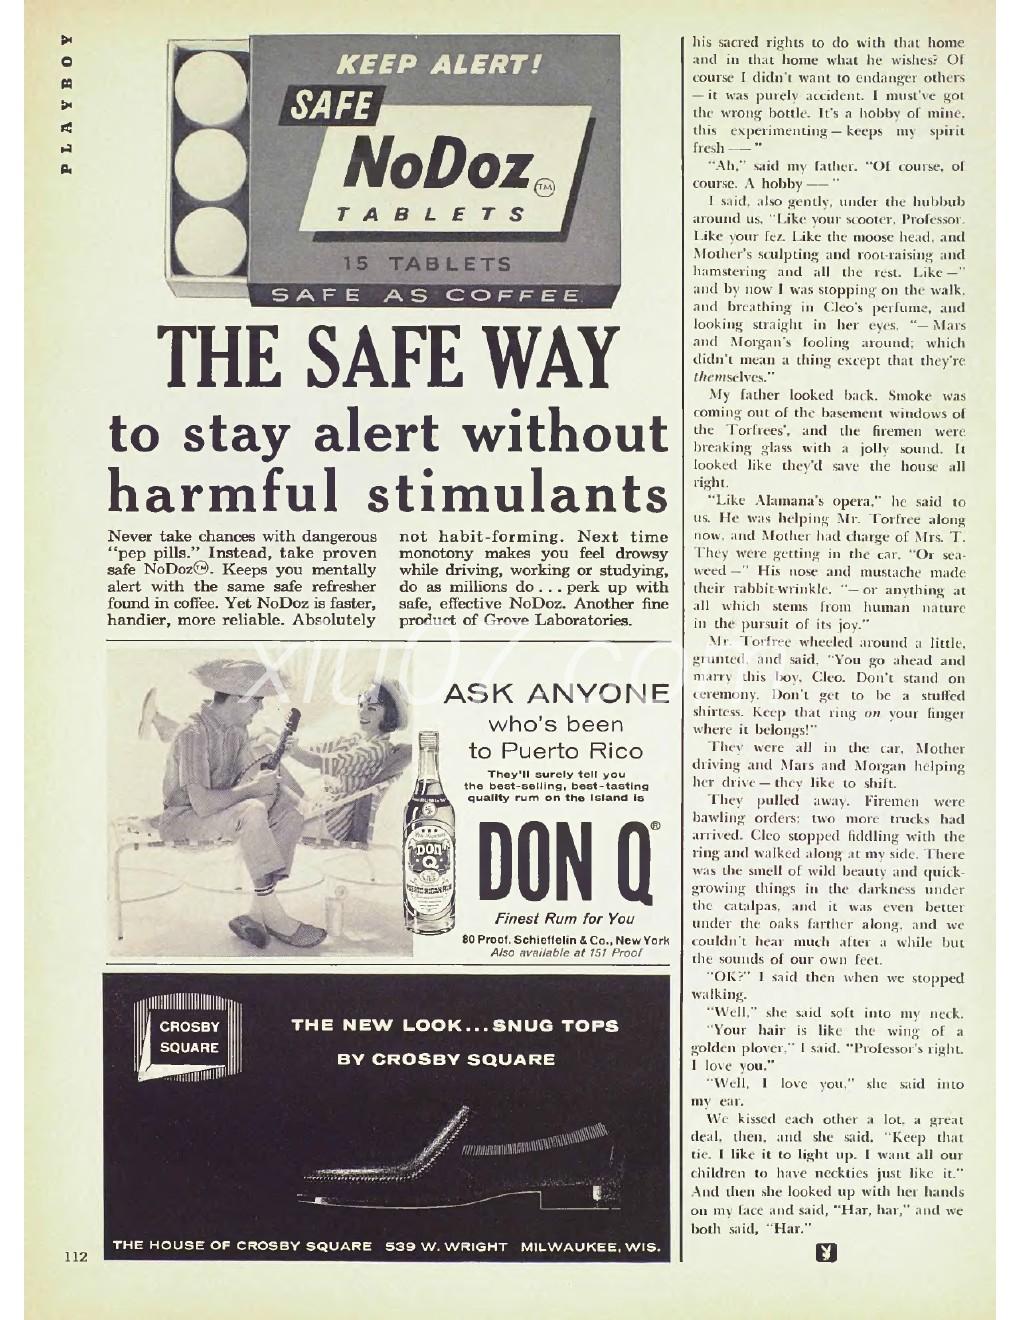 PLAYBOY
KEEP ALERT!
SAFE
NoDoz TM
TABLETS
15 TABLETS
SAFE AS COFFEE
THE SAFE WAY
to stay alert without
harmful stimulants
Never take chances with dangerous
“pep pills.” Instead, take proven
safe NoDoz TM. Keeps you mentally
alert with the same safe refresher
found in coffee. Yet NoDoz is faster,
handier, more reliable. Absolutely
not habit-forming. Next time
monotony makes you feel drowsy
while driving, working or studying,
do as millions do . . . perk up with
safe, effective NoDoz. Another fine
product of Grove Laboratories.
ASK ANYONE
who's been
to Puerto Rico
They'll surely tell you
the best-selling, best-tasting
quality rum on the Island is
DON Q®
Finest Rum for You
80 Proof. Schieffelin & Co., New York
Also available at 151 Proof
DON
Q
PUERTO RICAN RUM
CROSBY
SQUARE
THE NEW LOOK...SNUG TOPS
BY CROSBY SQUARE
THE HOUSE OF CROSBY SQUARE 539 W. WRIGHT MILWAUKEE, WIS.
112
his sacred rights to do with that home
and in that home what he wishes? Of
course I didn't want to endanger others
— it was purely accident. I must've got
the wrong bottle. It's a hobby of mine,
this experimenting — keeps my spirit
fresh —— ”
“Ah,” said my father. “Of course, of
course. A hobby —— ”
I said, also gently, under the hubbub
around us, “Like your scooter, Professor.
Like your fez. Like the moose head, and
Mother's sculpting and root-raising and
hamstering and all the rest. Like —”
and by now I was stopping on the walk,
and breathing in Cleo's perfume, and
looking straight in her eyes, “— Mars
and Morgan's fooling around; which
didn't mean a thing except that they're
themselves.”
My father looked back. Smoke was
coming out of the basement windows of
the Torfrees', and the firemen were
breaking glass with a jolly sound. It
looked like they'd save the house all
right.
“Like Alamana's opera,” he said to
us. He was helping Mr. Torfree along
now, and Mother had charge of Mrs. T.
They were getting in the car. “Or sea-
weed —” His nose and mustache made
their rabbit-wrinkle. “— or anything at
all which stems from human nature
in the pursuit of its joy.”
Mr. Torfree wheeled around a little,
grunted, and said, “You go ahead and
marry this boy, Cleo. Don't stand on
ceremony. Don't get to be a stuffed
shirtess. Keep that ring on your finger
where it belongs!”
They were all in the car, Mother
driving and Mars and Morgan helping
her drive — they like to shift.
They pulled away. Firemen were
bawling orders; two more trucks had
arrived. Cleo stopped fiddling with the
ring and walked along at my side. There
was the smell of wild beauty and quick-
growing things in the darkness under
the catalpas, and it was even better
under the oaks farther along, and we
couldn't hear much after a while but
the sounds of our own feet.
“OK?” I said then when we stopped
walking.
“Well,” she said soft into my neck.
“Your hair is like the wing of a
golden plover,” I said. “Professor's right.
I love you.”
“Well, I love you,” she said into
my ear.
We kissed each other a lot, a great
deal, then, and she said, “Keep that
tie. I like it to light up. I want all our
children to have neckties just like it.”
And then she looked up with her hands
on my face and said, “Har, har,” and we
both said, “Har.”